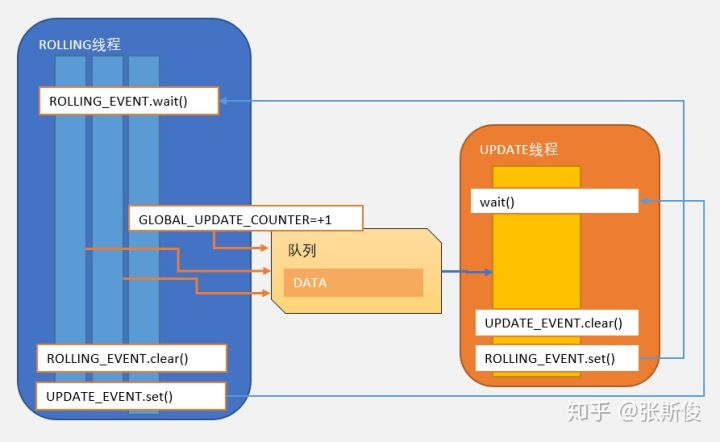 ROLLING线程
ROLLING_EVENT.wait()
UPDATE线程
wait()
GLOBAL_UPDATE_COUNTER=+1
队列
DATA
UPDATE_EVENT.clear()
ROLLING_EVENT.clear()
ROLLING_EVENT.set()
UPDATE_EVENT.set()
知乎 @张斯俊